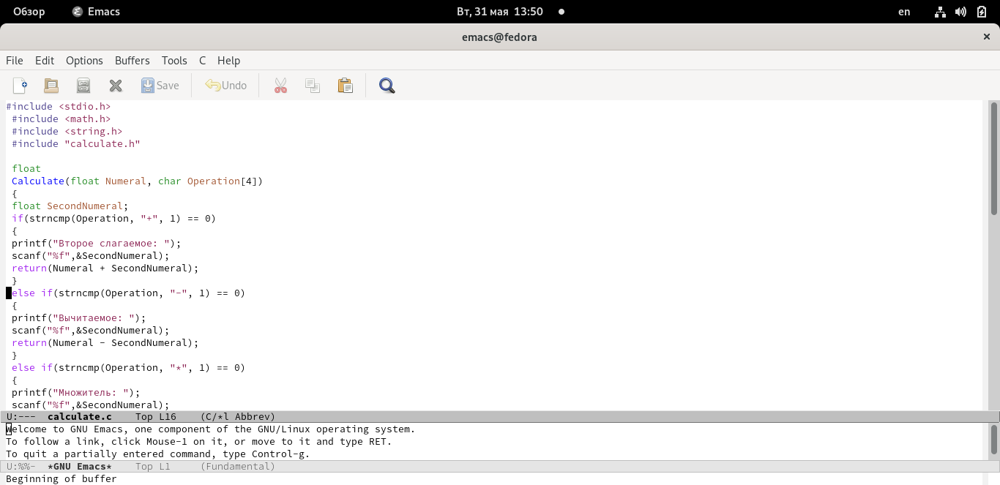 Обзор Emacs Вт, 31 мая 13:50 en
emacs@fedora ×
File Edit Options Buffers Tools C Help
Save Undo
#include <stdio.h>
#include <math.h>
#include <string.h>
#include "calculate.h"
float
Calculate(float Numeral, char Operation[4])
{
float SecondNumeral;
if(strncmp(Operation, "+", 1) == 0)
{
printf("Второе слагаемое: ");
scanf("%f",&SecondNumeral);
return(Numeral + SecondNumeral);
}
else if(strncmp(Operation, "-", 1) == 0)
{
printf("Вычитаемое: ");
scanf("%f",&SecondNumeral);
return(Numeral - SecondNumeral);
}
else if(strncmp(Operation, "*", 1) == 0)
{
printf("Множитель: ");
scanf("%f",&SecondNumeral);
U:--- calculate.c Top L16 (C/*l Abbrev)
Welcome to GNU Emacs, one component of the GNU/Linux operating system.
To follow a link, click Mouse-1 on it, or move to it and type RET.
To quit a partially entered command, type Control-g.
U:%%- *GNU Emacs* Top L1 (Fundamental)
Beginning of buffer